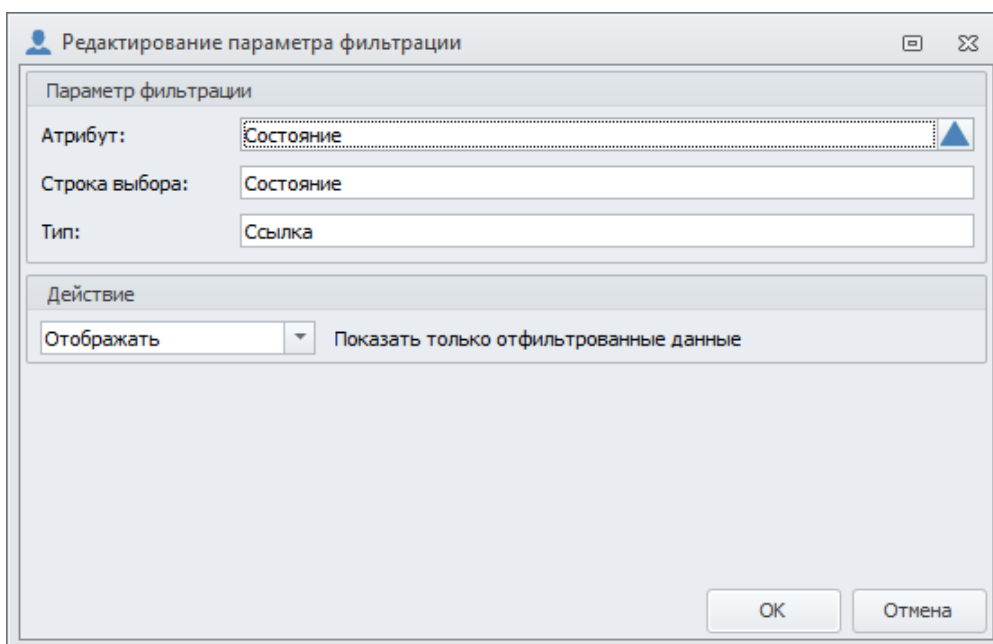 Редактирование параметра фильтрации
Параметр фильтрации
Атрибут: Состояние
Строка выбора: Состояние
Тип: Ссылка
Действие
Отображать Показать только отфильтрованные данные
ОК Отмена